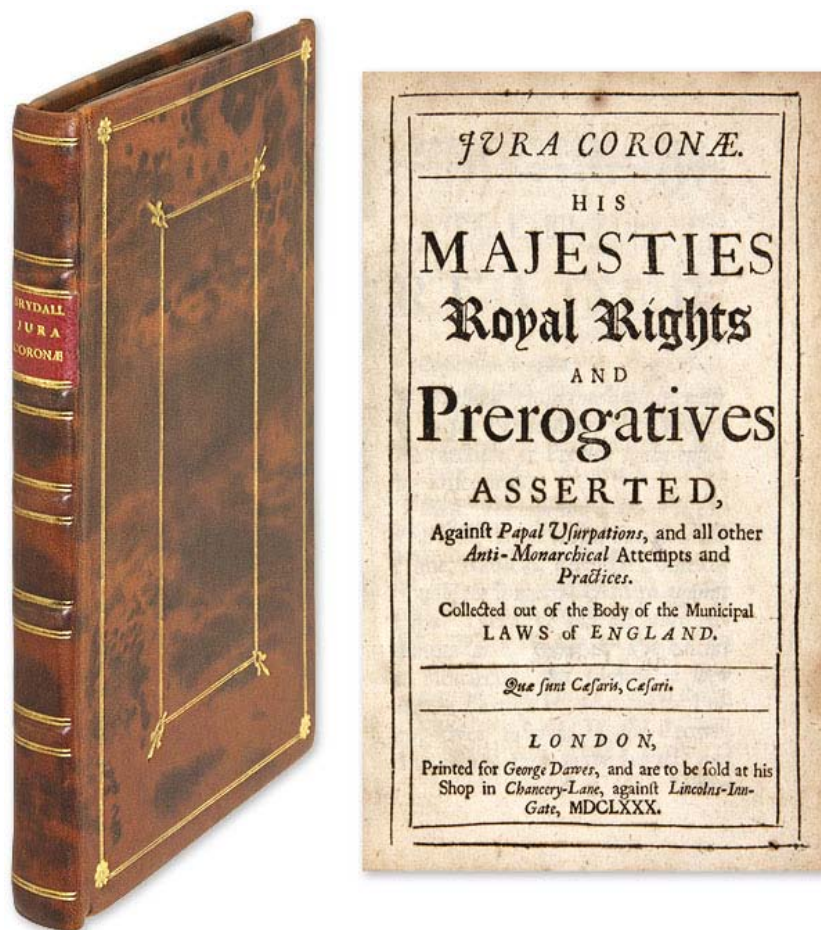 BRYDALL
JURA
CORONÆ
JURA CORONÆ.
HIS
MAJESTIES
Royal Rights
AND
Prerogatives
ASSERTED,
Againſt Papal Uſurpations, and all other
Anti-Monarchical Attempts and
Practices.
Collected out of the Body of the Municipal
LAWS of ENGLAND.
Quæ ſunt Cæſaris, Cæſari.
LONDON,
Printed for George Dawes, and are to be ſold at his
Shop in Chancery-Lane, againſt Lincolns-Inn-
Gate, MDCLXXX.